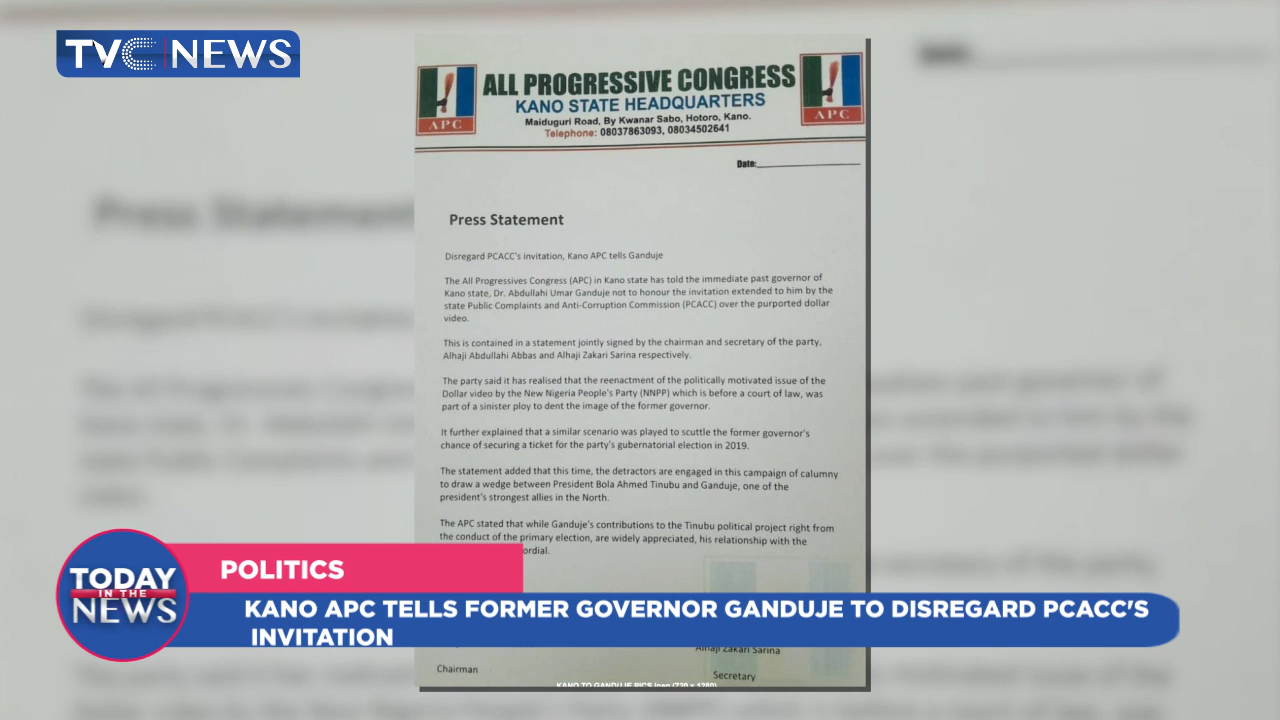 TVC NEWS
ALL PROGRESSIVE CONGRESS
KANO STATE HEADQUARTERS
Maiduguri Road, By Kwanar Sabo, Hotoro, Kano.
Telephone: 08037863093, 08034502641
APC
APC
Date:
Press Statement
Disregard PCACC's invitation, Kano APC tells Ganduje
The All Progressives Congress (APC) in Kano state has told the immediate past governor of
Kano state, Dr. Abdullahi Umar Ganduje not to honour the invitation extended to him by the
state Public Complaints and Anti-Corruption Commission (PCACC) over the purported dollar
video.
This is contained in a statement jointly signed by the chairman and secretary of the party,
Alhaji Abdullahi Abbas and Alhaji Zakari Sarina respectively.
The party said it has realised that the reenactment of the politically motivated issue of the
Dollar video by the New Nigeria People's Party (NNPP) which is before a court of law, was
part of a sinister ploy to dent the image of the former governor.
It further explained that a similar scenario was played to scuttle the former governor's
chance of securing a ticket for the party's gubernatorial election in 2019.
The statement added that this time, the detractors are engaged in this campaign of calumny
to draw a wedge between President Bola Ahmed Tinubu and Ganduje, one of the
president's strongest allies in the North.
The APC stated that while Ganduje's contributions to the Tinubu political project right from
the conduct of the primary election, are widely appreciated, his relationship with the
ordial.
POLITICS
TODAY
IN THE
NEWS
KANO APC TELLS FORMER GOVERNOR GANDUJE TO DISREGARD PCACC'S
INVITATION
Alhaji Zakari Sarina
Chairman
Secretary
KANO TO GANDUJE PICS.jpeg (720 x 1280)